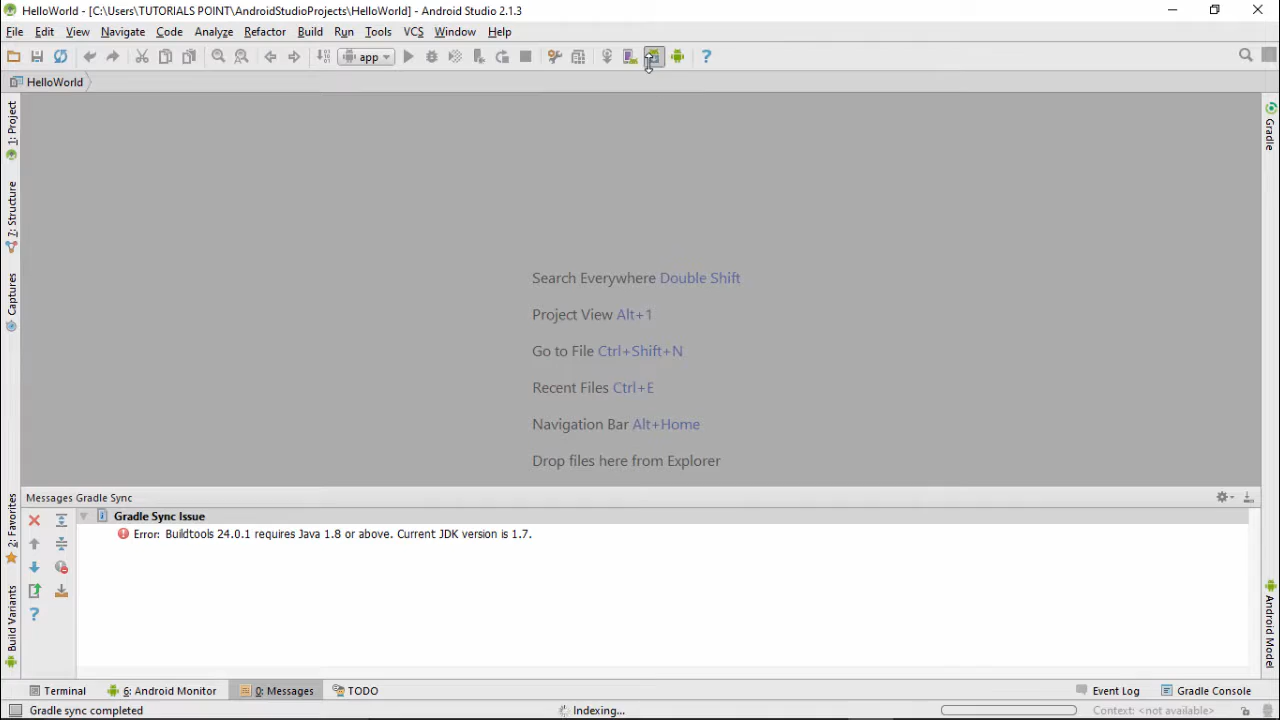 HelloWorld - [C:\Users\TUTORIALS POINT\AndroidStudioProjects\HelloWorld] - Android Studio 2.1.3
File Edit View Navigate Code Analyze Refactor Build Run Tools VCS Window Help
app
HelloWorld
1: Project
7: Structure
Captures
2: Favorites
Build Variants
Gradle
Android Model
Search Everywhere Double Shift
Project View Alt+1
Go to File Ctrl+Shift+N
Recent Files Ctrl+E
Navigation Bar Alt+Home
Drop files here from Explorer
Messages Gradle Sync
Gradle Sync Issue
Error: Buildtools 24.0.1 requires Java 1.8 or above. Current JDK version is 1.7.
Terminal 6: Android Monitor 0: Messages TODO Event Log Gradle Console
Gradle sync completed Indexing... Context: <not available>